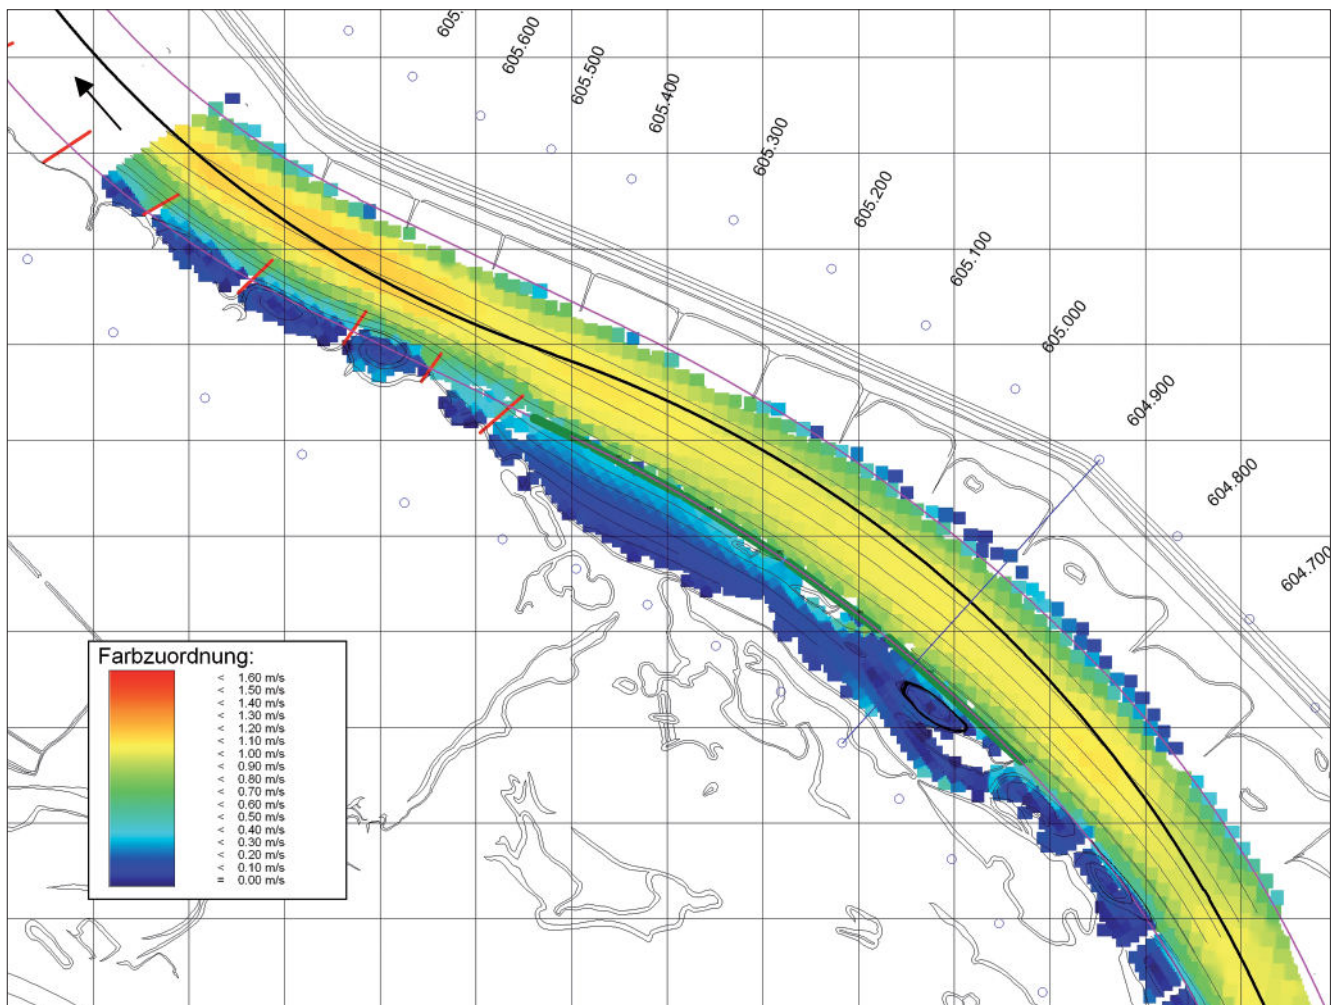 605.
605.600
605.500
605.400
605.300
605.200
605.100
605.000
604.900
604.800
604.700
Farbzuordnung:
< 1.60 m/s
< 1.50 m/s
< 1.40 m/s
< 1.30 m/s
< 1.20 m/s
< 1.10 m/s
< 1.00 m/s
< 0.90 m/s
< 0.80 m/s
< 0.70 m/s
< 0.60 m/s
< 0.50 m/s
< 0.40 m/s
< 0.30 m/s
< 0.20 m/s
< 0.10 m/s
= 0.00 m/s